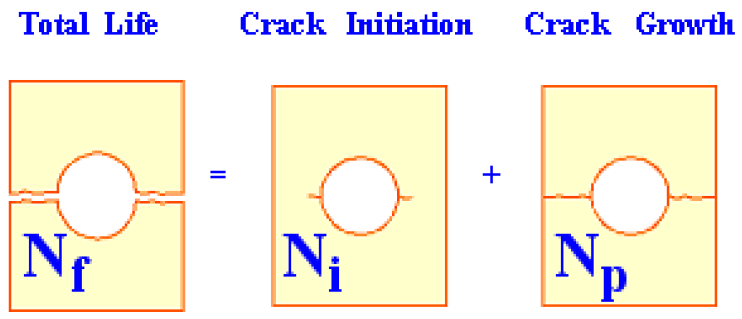 Total Life Crack Initiation Crack Growth
= +
Nf Ni Np